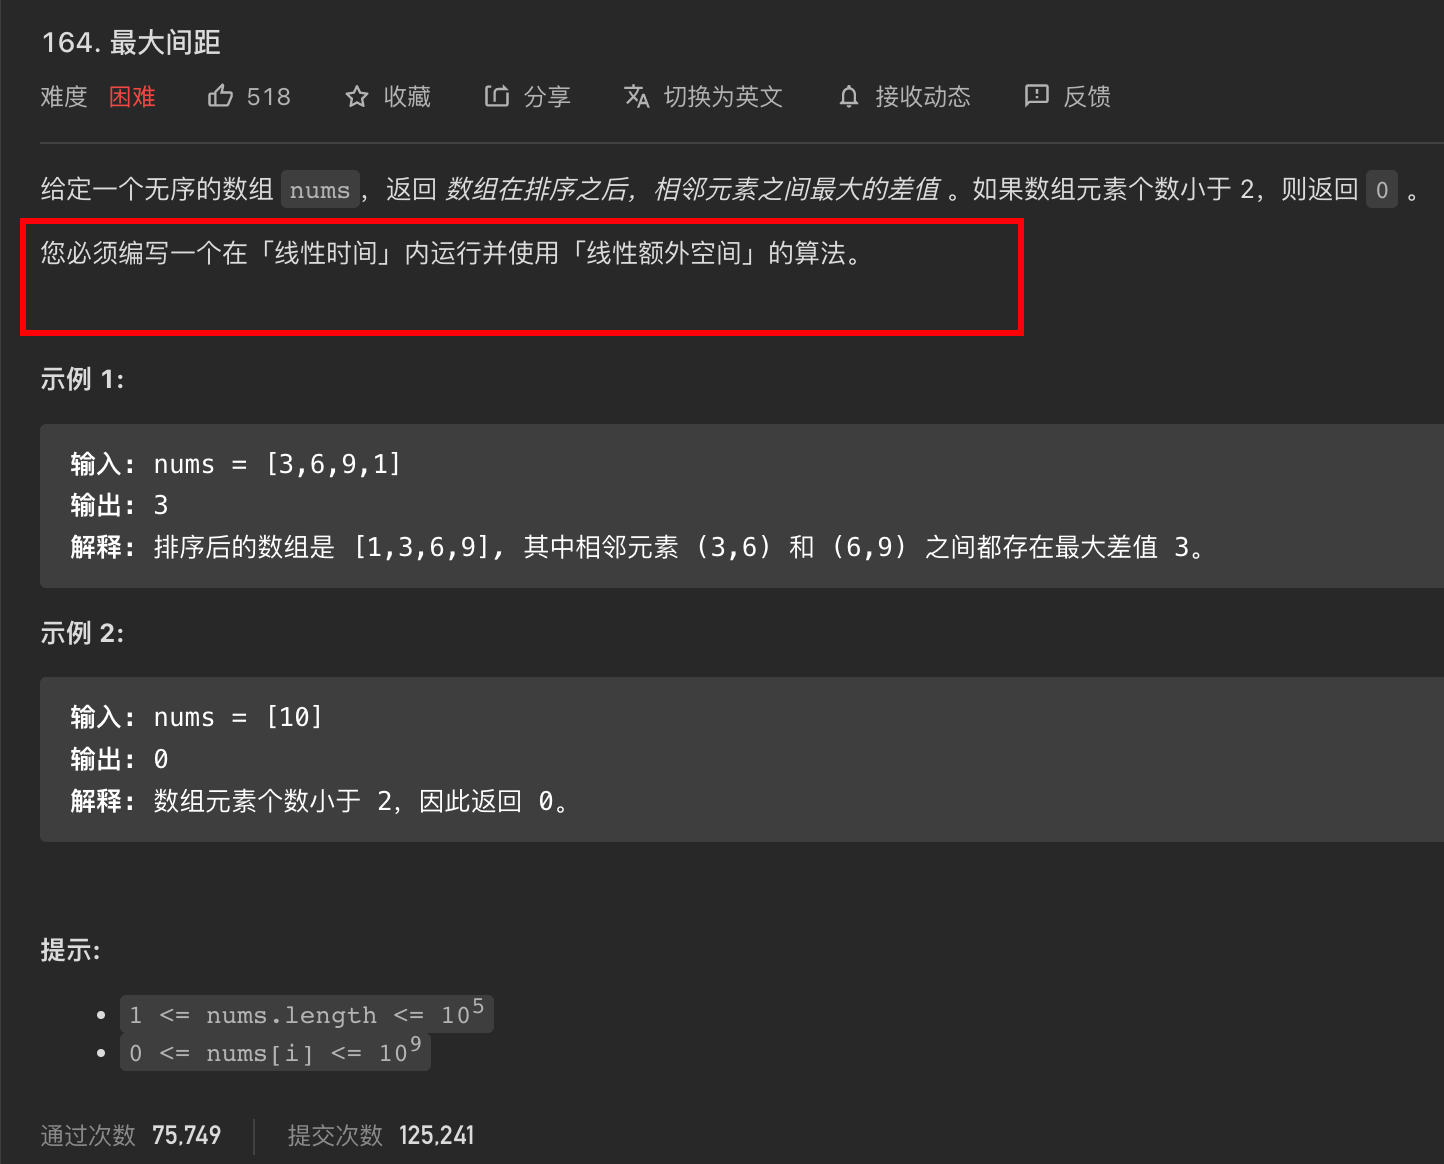 164. 最大间距
难度 困难 518 收藏 分享 切换为英文 接收动态 反馈
给定一个无序的数组 nums，返回 数组在排序之后，相邻元素之间最大的差值 。如果数组元素个数小于 2，则返回 0 。
您必须编写一个在「线性时间」内运行并使用「线性额外空间」的算法。
示例 1:
输入: nums = [3,6,9,1]
输出: 3
解释: 排序后的数组是 [1,3,6,9], 其中相邻元素 (3,6) 和 (6,9) 之间都存在最大差值 3。
示例 2:
输入: nums = [10]
输出: 0
解释: 数组元素个数小于 2，因此返回 0。
提示:
1 <= nums.length <= 10⁵
0 <= nums[i] <= 10⁹
通过次数 75,749 提交次数 125,241